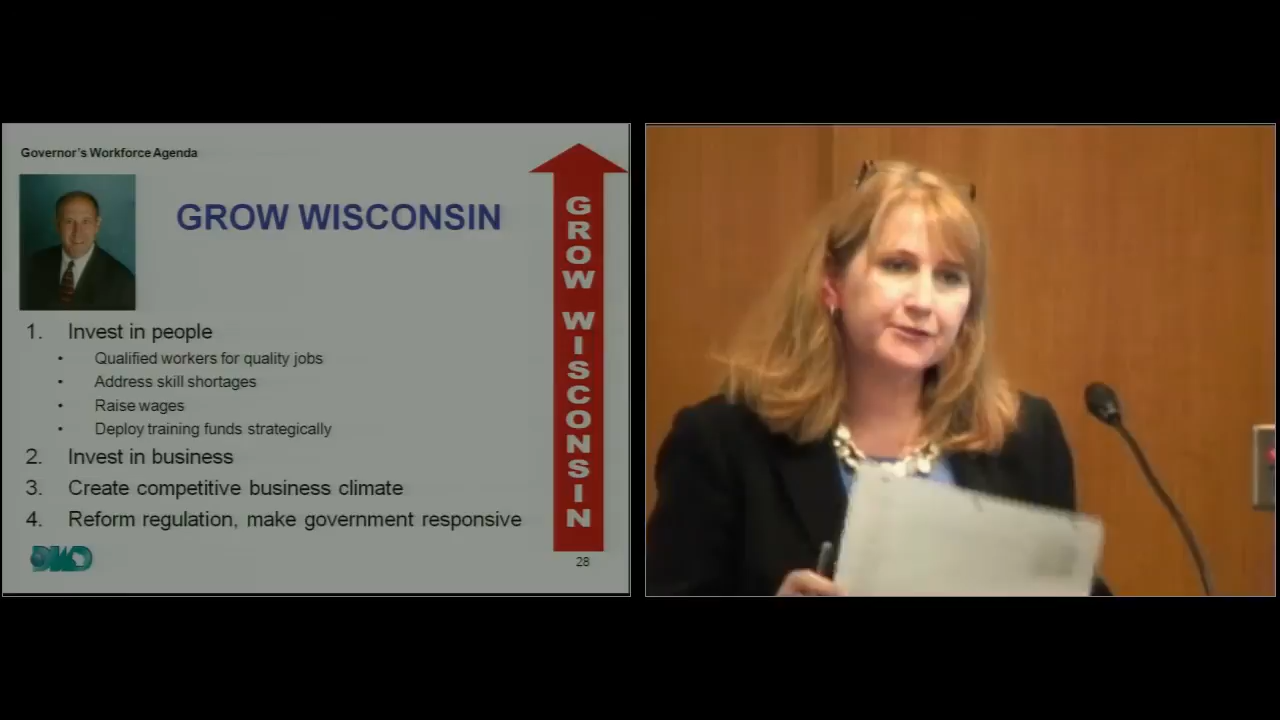 Governor's Workforce Agenda
GROW WISCONSIN
1. Invest in people
• Qualified workers for quality jobs
• Address skill shortages
• Raise wages
• Deploy training funds strategically
2. Invest in business
3. Create competitive business climate
4. Reform regulation, make government responsive
DWD
GROW WISCONSIN
28